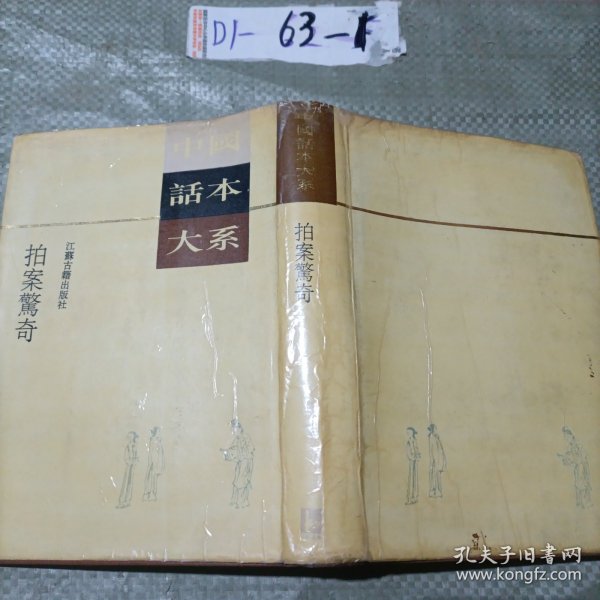 D1-63-F
中國
話本
大系
江蘇古籍出版社
拍案驚奇
中國話本大系
拍案驚奇
孔夫子旧书网
www.kongfz.com